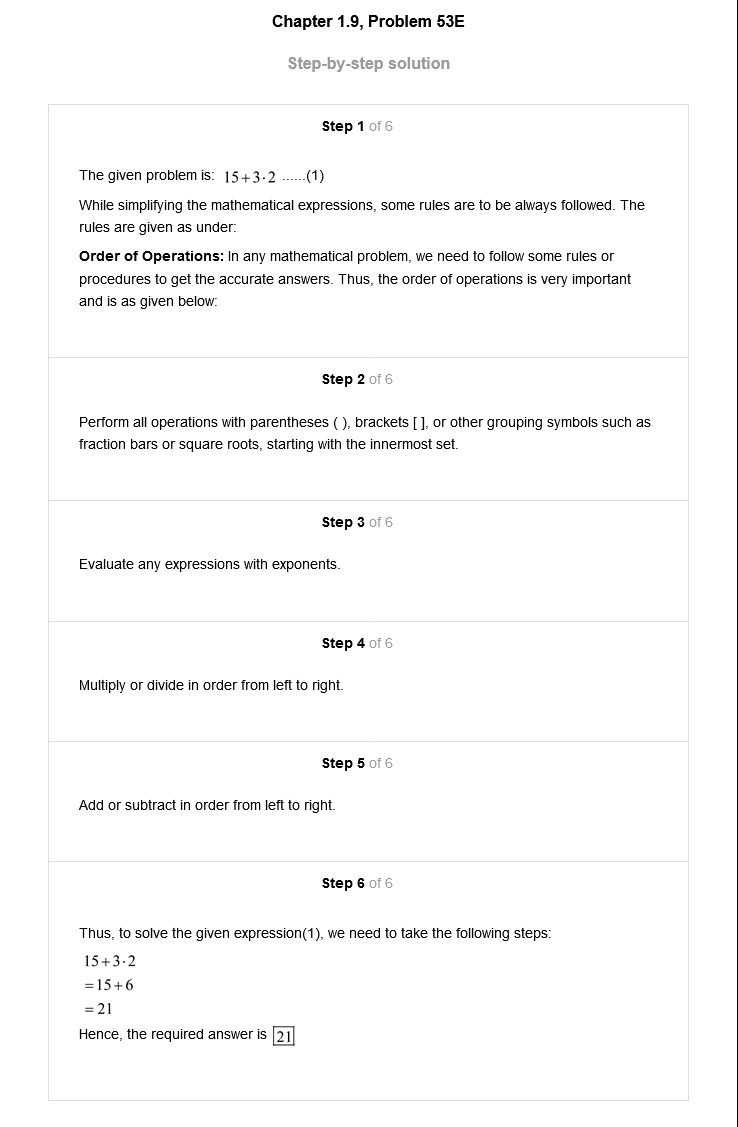 Chapter 1.9, Problem 53E
Step-by-step solution
Step 1 of 6
The given problem is: 15+3·2 ......(1)
While simplifying the mathematical expressions, some rules are to be always followed. The
rules are given as under:
Order of Operations: In any mathematical problem, we need to follow some rules or
procedures to get the accurate answers. Thus, the order of operations is very important
and is as given below:
Step 2 of 6
Perform all operations with parentheses ( ), brackets [ ], or other grouping symbols such as
fraction bars or square roots, starting with the innermost set.
Step 3 of 6
Evaluate any expressions with exponents.
Step 4 of 6
Multiply or divide in order from left to right.
Step 5 of 6
Add or subtract in order from left to right.
Step 6 of 6
Thus, to solve the given expression(1), we need to take the following steps:
15+3·2
=15+6
=21
Hence, the required answer is 21